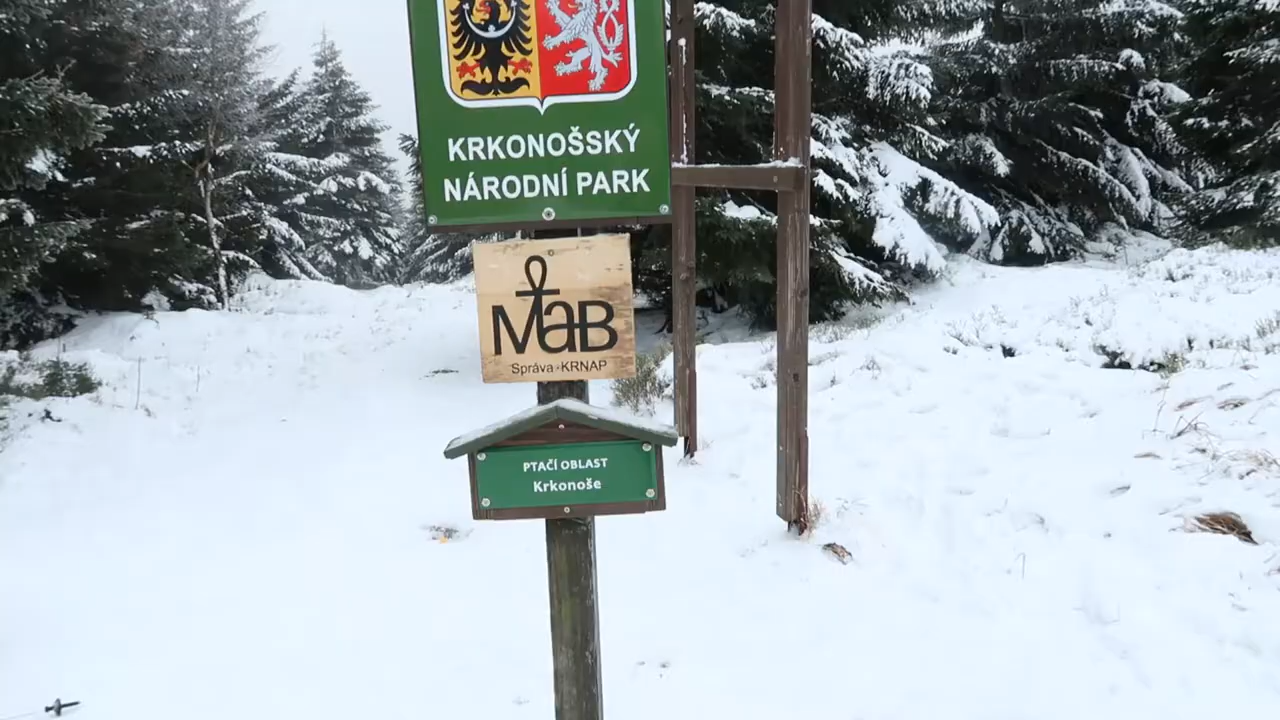 KRKONOŠSKÝ
NÁRODNÍ PARK
MaB
Správa KRNAP
PTAČÍ OBLAST
Krkonoše